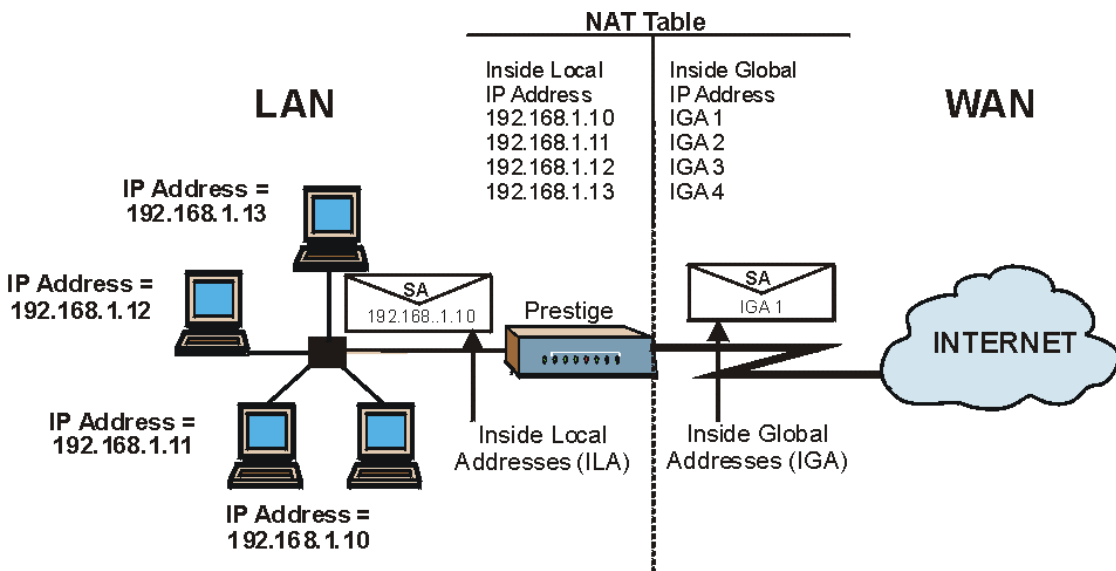 NAT Table
Inside Local
IP Address
192.168.1.10
192.168.1.11
192.168.1.12
192.168.1.13
Inside Global
IP Address
IGA 1
IGA 2
IGA 3
IGA 4
LAN
WAN
IP Address =
192.168.1.13
IP Address =
192.168.1.12
IP Address =
192.168.1.11
IP Address =
192.168.1.10
SA
192.168..1.10
Prestige
SA
IGA 1
INTERNET
Inside Local
Addresses (ILA)
Inside Global
Addresses (IGA)